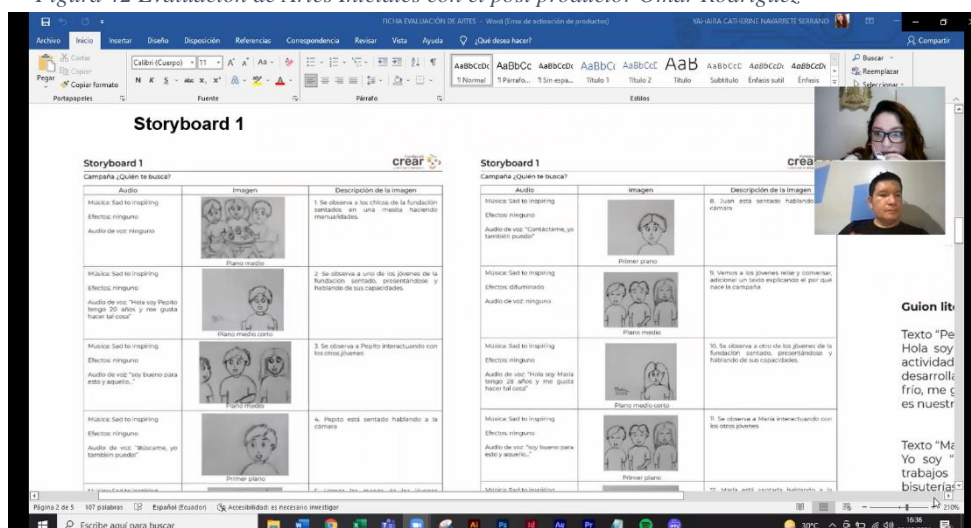 Figura 42 Evaluación de Artes Iniciales con el post productor Omar Rodríguez
FICHA EVALUACIÓN DE ARTES - Word (Error de activación de productos)
YAHAIRA CATHERINE NAVARRETE SERRANO
Archivo Inicio Insertar Diseño Disposición Referencias Correspondencia Revisar Vista Ayuda ¿Qué desea hacer? Compartir
Pegar
Cortar
Copiar
Copiar formato
Calibri (Cuerpo) 11
AaBbCcDc AaBbCc AaBbCcDc AaBbCc AaBbCcC AaB AaBbCcC AaBbCcDc AaBbCcDc
Normal Párrafo... Sin espa... Título 1 Título 2 Título Subtítulo Énfasis sutil Énfasis
Buscar
Reemplazar
Seleccionar
Portapapeles Fuente Párrafo Estilos
Storyboard 1
Storyboard 1
crear
Campaña ¿Quién te busca?
Audio Imagen Descripción de la imagen
Música: Sad to inspiring
Efectos: ninguno
Audio de voz: ninguno
Plano medio
1. Se observa a los chicos de la fundación
sentados en una mesita haciendo
manualidades.
Música: Sad to inspiring
Efectos: ninguno
Audio de voz: "Hola soy Pepito
tengo 20 años y me gusta
hacer tal cosa"
Plano medio corto
2. Se observa a uno de los jóvenes de la
fundación sentado, presentándose y
hablando de sus capacidades.
Música: Sad to inspiring
Efectos: ninguno
Audio de voz: "soy bueno para
esto y aquello.."
Plano medio
3. Se observa a Pepito interactuando con
los otros jóvenes
Música: Sad to inspiring
Efectos: ninguno
Audio de voz: "Búscame, yo
también puedo!"
Primer plano
4. Pepito está sentado hablando a la
cámara
Storyboard 1
crea
Campaña ¿Quién te busca?
Audio Imagen Descripción de la imagen
Música: Sad to inspiring
Efectos: ninguno
Audio de voz: "Contáctame, yo
también puedo!"
Primer plano
8. Juan está sentado hablando
cámara
Música: Sad to inspiring
Efectos: difuminado
Audio de voz: ninguno
Plano medio
9. Vemos a los jóvenes reise y conversar,
adicional un texto explicando el por qué
nace la campaña
Música: Sad to inspiring
Efectos: ninguno
Audio de voz: "Hola soy María
tengo 28 años y me gusta
hacer tal cosa"
Plano medio-corto
10. Se observa a otro de los jóvenes de la
fundación sentado, presentándose y
hablando de sus capacidades.
Música: Sad to inspiring
Efectos: ninguno
Audio de voz: "soy bueno para
esto y aquello.."
Primer plano
11. Se observa a María interactuando con
los otros jóvenes
Guion lit
Texto "Pe
Hola soy
actividad
desarroll
frío, me g
es nuestr
Texto "Ma
Yo soy "
trabajos
bisutería
Página 2 de 5 107 palabras Español (Ecuador) Accesibilidad: es necesario investigar 210%
Escribe aquí para buscar
30°C
16:36